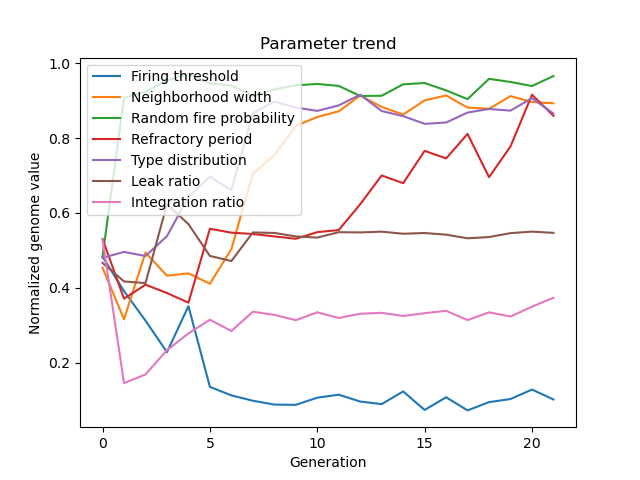 Parameter trend
Normalized genome value
1.0
0.8
0.6
0.4
0.2
Firing threshold
Neighborhood width
Random fire probability
Refractory period
Type distribution
Leak ratio
Integration ratio
0 5 10 15 20
Generation